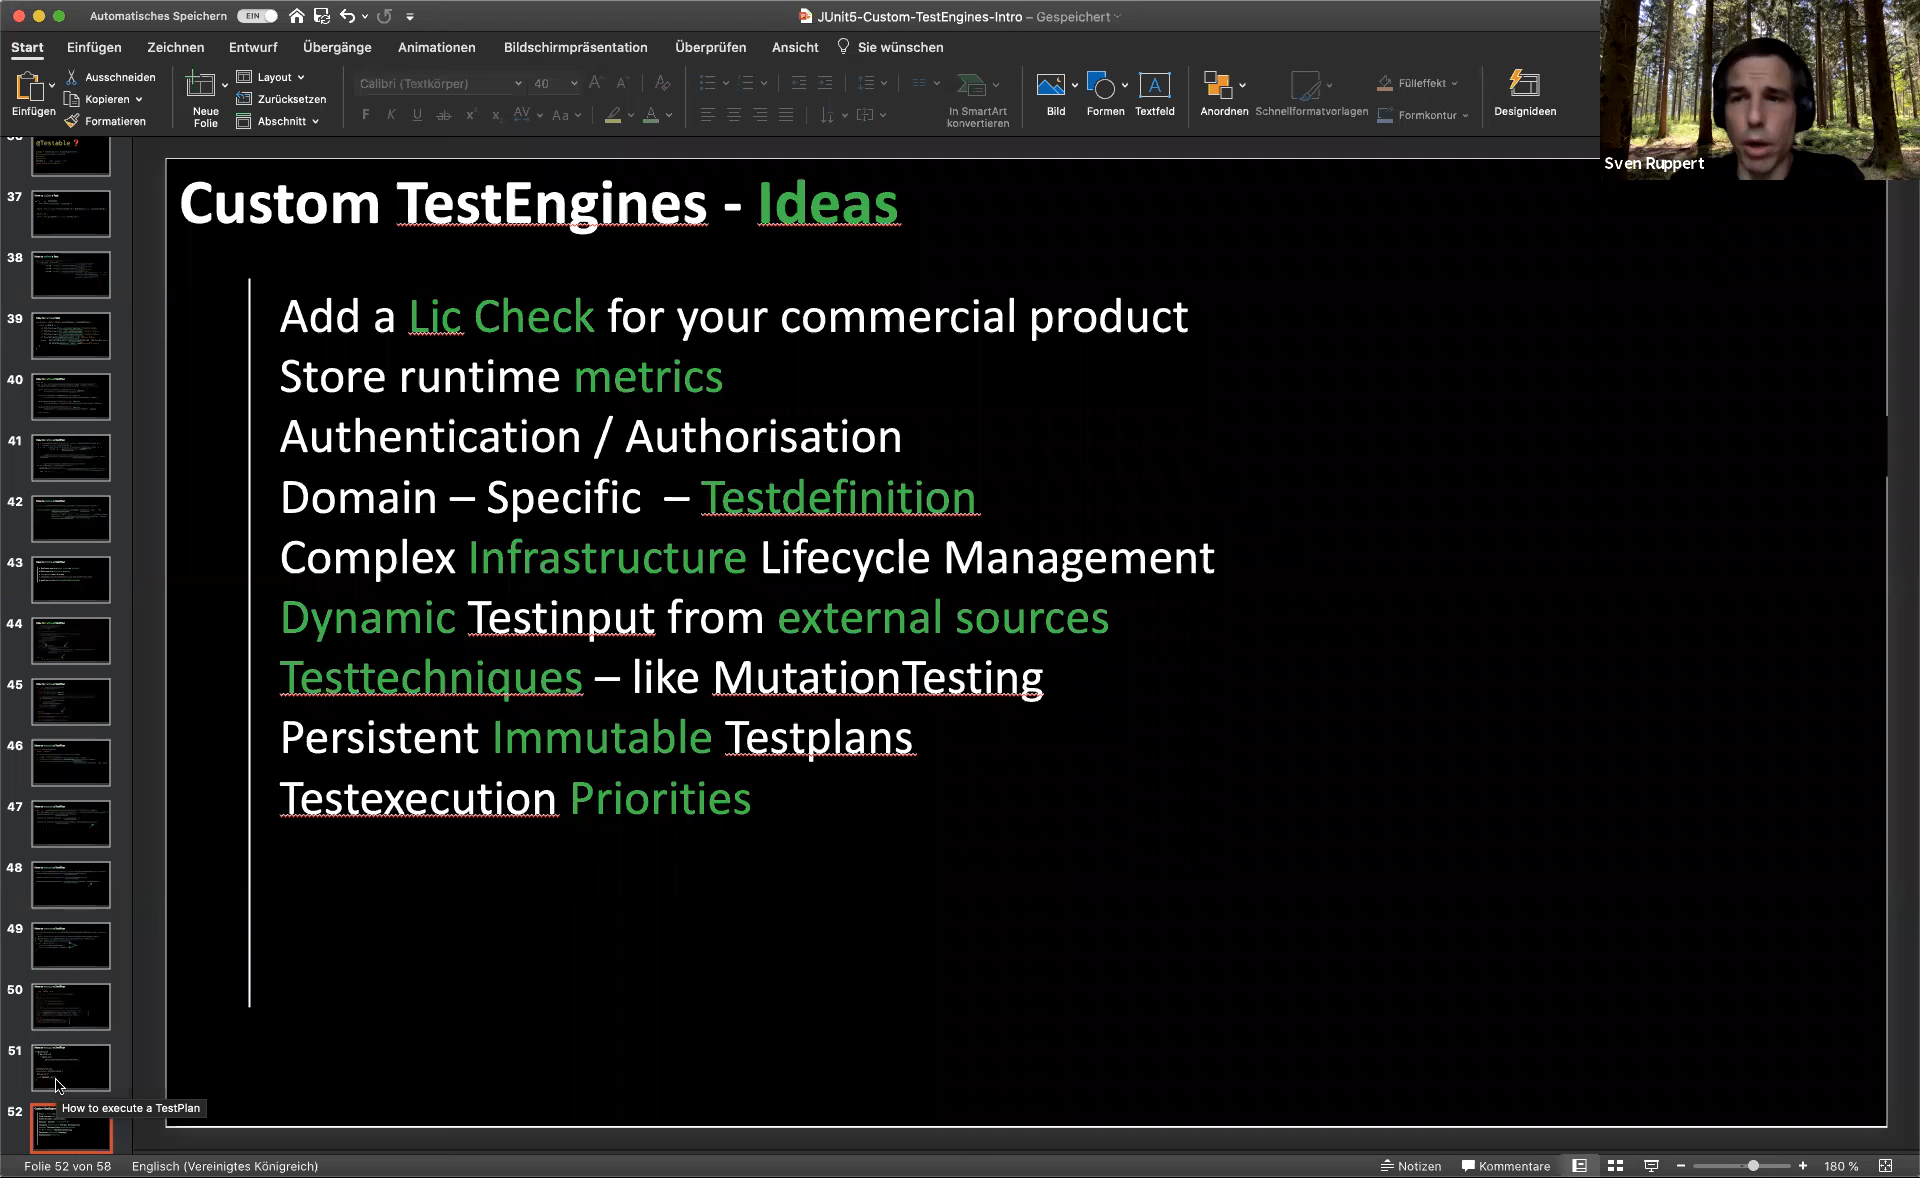 Automatisches Speichern EIN JUnit5-Custom-TestEngines-Intro – Gespeichert
Start Einfügen Zeichnen Entwurf Übergänge Animationen Bildschirmpräsentation Überprüfen Ansicht Sie wünschen
Einfügen
Ausschneiden
Kopieren
Formatieren
Neue
Folie
Layout
Zurücksetzen
Abschnitt
Calibri (Textkörper) 40
F K U ab x x AV Aa
A A
In SmartArt
konvertieren
Bild Formen Textfeld
Anordnen Schnellformatvorlagen
Fülleffekt
Formkontur
Designideen
Sven Ruppert
@Testable ?
37
38
39
40
41
42
43
44
45
46
47
48
49
50
51
52
How to execute a TestPlan
Custom TestEngines - Ideas
Add a Lic Check for your commercial product
Store runtime metrics
Authentication / Authorisation
Domain – Specific – Testdefinition
Complex Infrastructure Lifecycle Management
Dynamic Testinput from external sources
Testtechniques – like MutationTesting
Persistent Immutable Testplans
Testexecution Priorities
Folie 52 von 58 Englisch (Vereinigtes Königreich) Notizen Kommentare 180 %